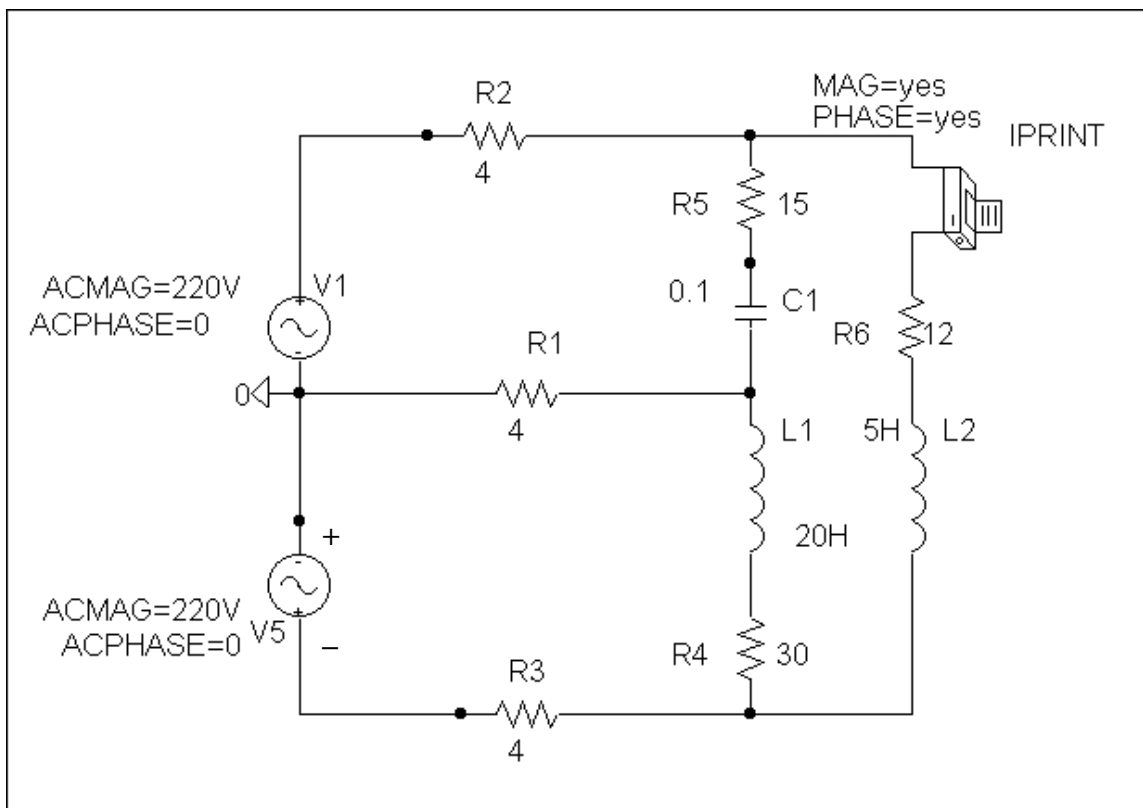 MAG=yes
PHASE=yes
IPRINT
R2
4
R5
15
ACMAG=220V
ACPHASE=0
V1
+
-
0.1
C1
R6
12
R1
4
0
L1
5H
L2
20H
+
-
+
ACMAG=220V
ACPHASE=0
V5
–
R4
30
R3
4